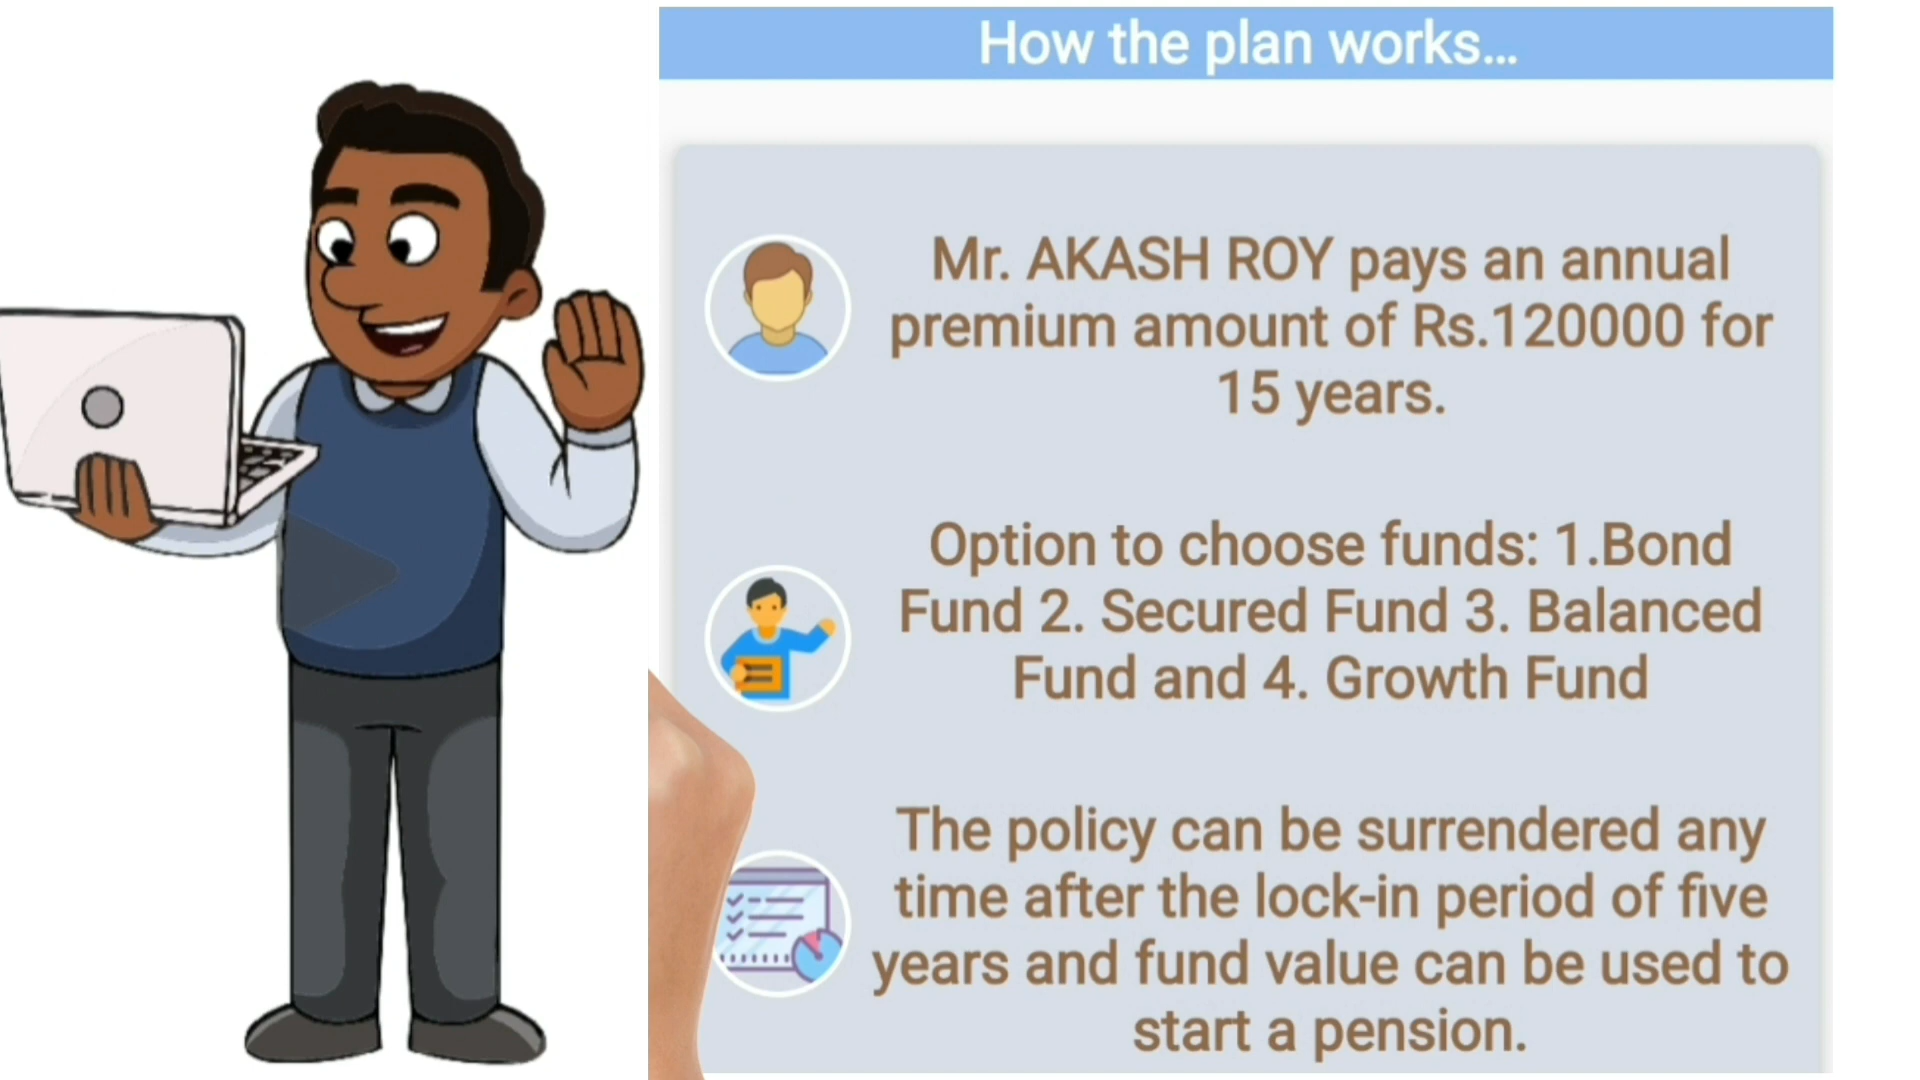 How the plan works...
Mr. AKASH ROY pays an annual
premium amount of Rs.120000 for
15 years.
Option to choose funds: 1.Bond
Fund 2. Secured Fund 3. Balanced
Fund and 4. Growth Fund
The policy can be surrendered any
time after the lock-in period of five
years and fund value can be used to
start a pension.